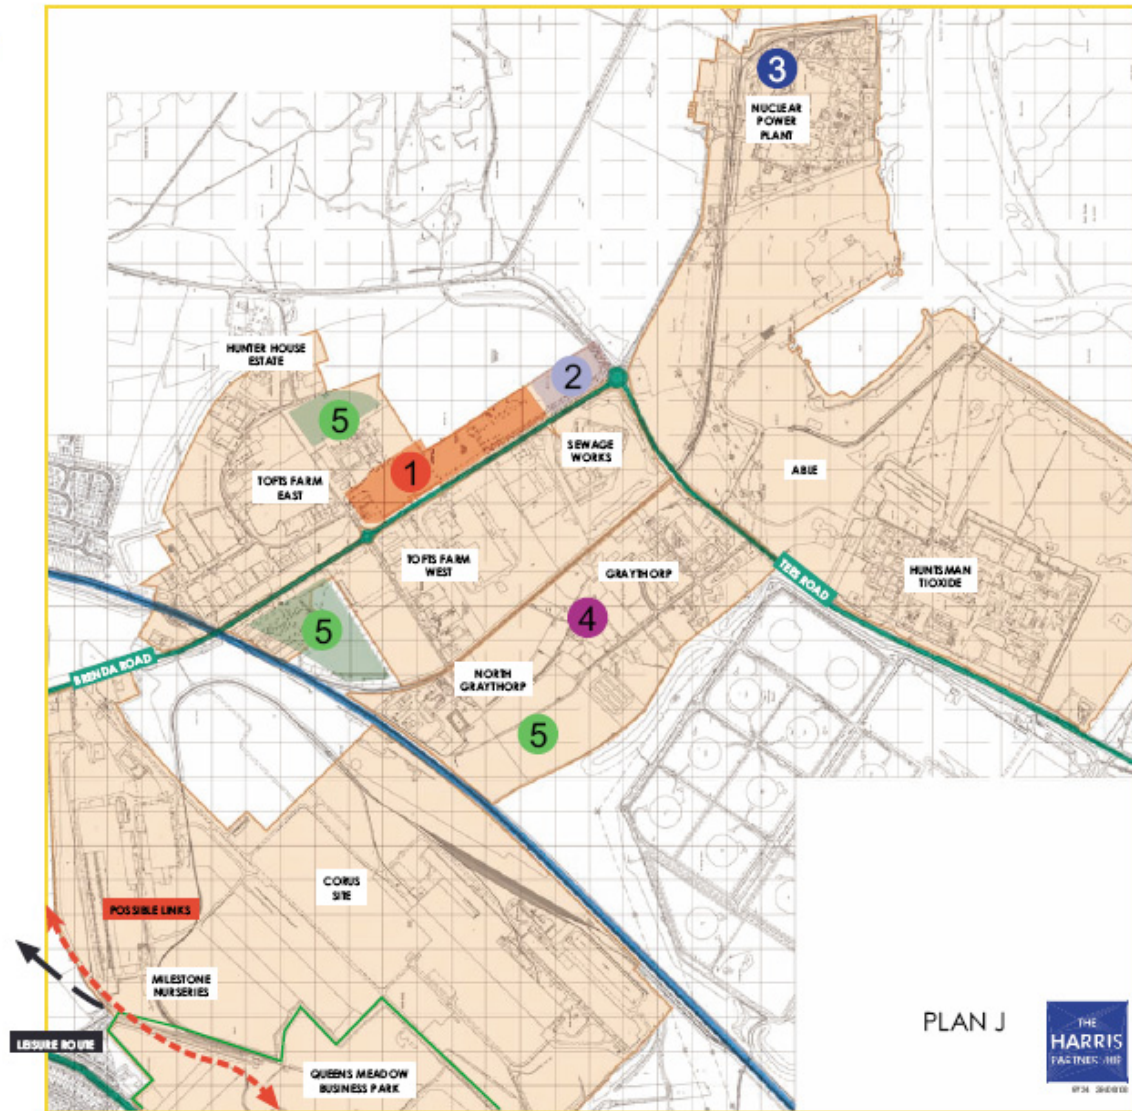 3
NUCLEAR
POWER
PLANT
HUNTER HOUSE
ESTATE
2
5
SEWAGE
WORKS
1
ABLE
TOFTS FARM
EAST
TOFTS FARM
WEST
GRAYTHORP
HUNTSMAN
TIOXIDE
TEES ROAD
4
5
BRENDA ROAD
NORTH
GRAYTHORP
5
CORUS
SITE
POSSIBLE LINKS
MILESTONE
NURSERIES
LEISURE ROUTE
QUEENS MEADOW
BUSINESS PARK
PLAN J
THE
HARRIS
PARTNERSHIP